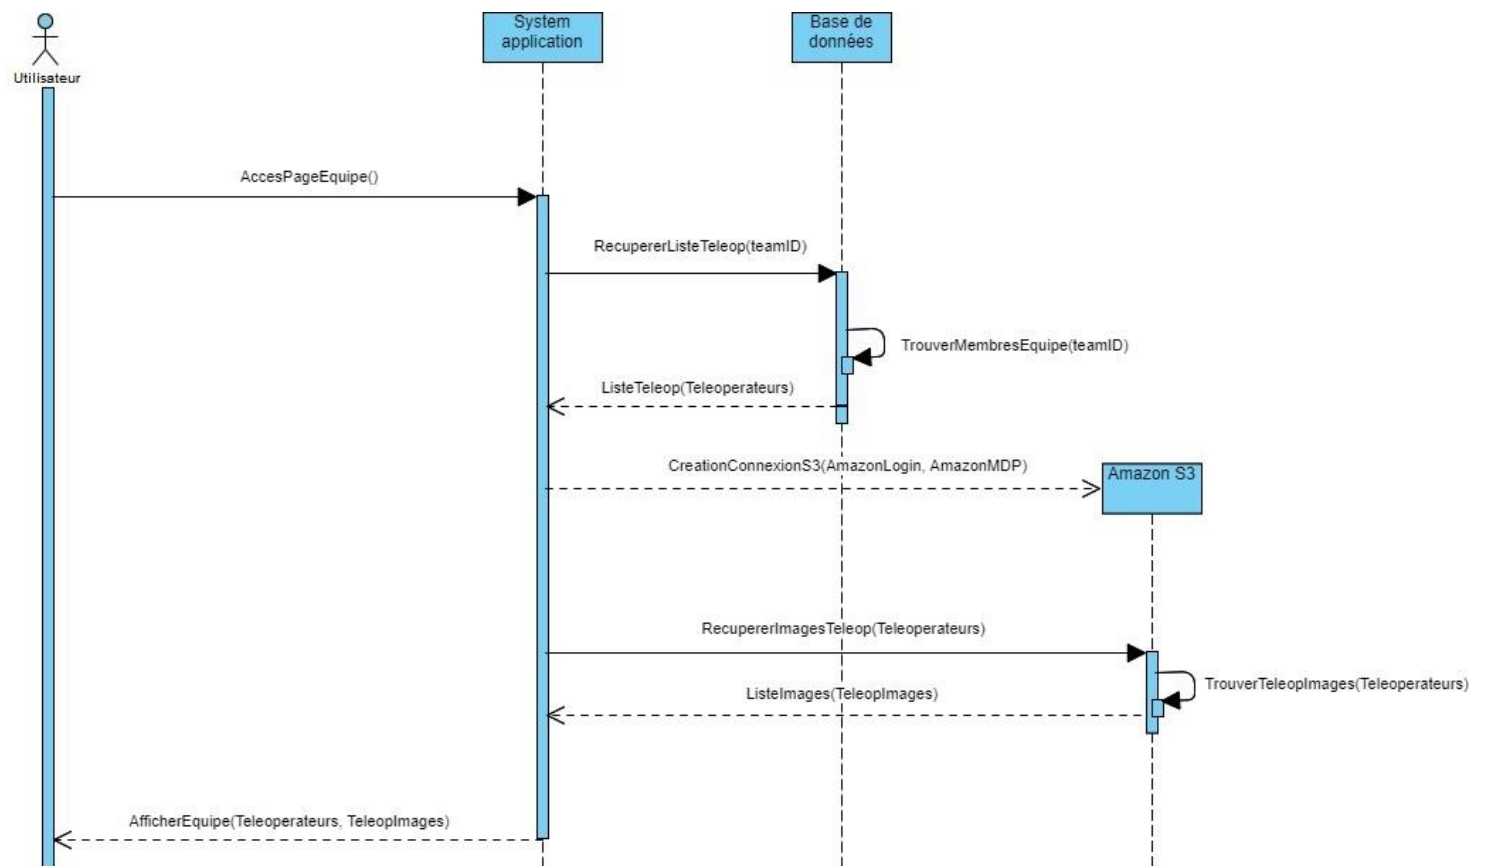 System
application
Base de
données
Utilisateur
AccesPageEquipe()
RecupererListeTeleop(teamID)
TrouverMembresEquipe(teamID)
ListeTeleop(Teleoperateurs)
CreationConnexionS3(AmazonLogin, AmazonMDP)
Amazon S3
RecupererImagesTeleop(Teleoperateurs)
TrouverTeleopImages(Teleoperateurs)
ListeImages(TeleopImages)
AfficherEquipe(Teleoperateurs, TeleopImages)